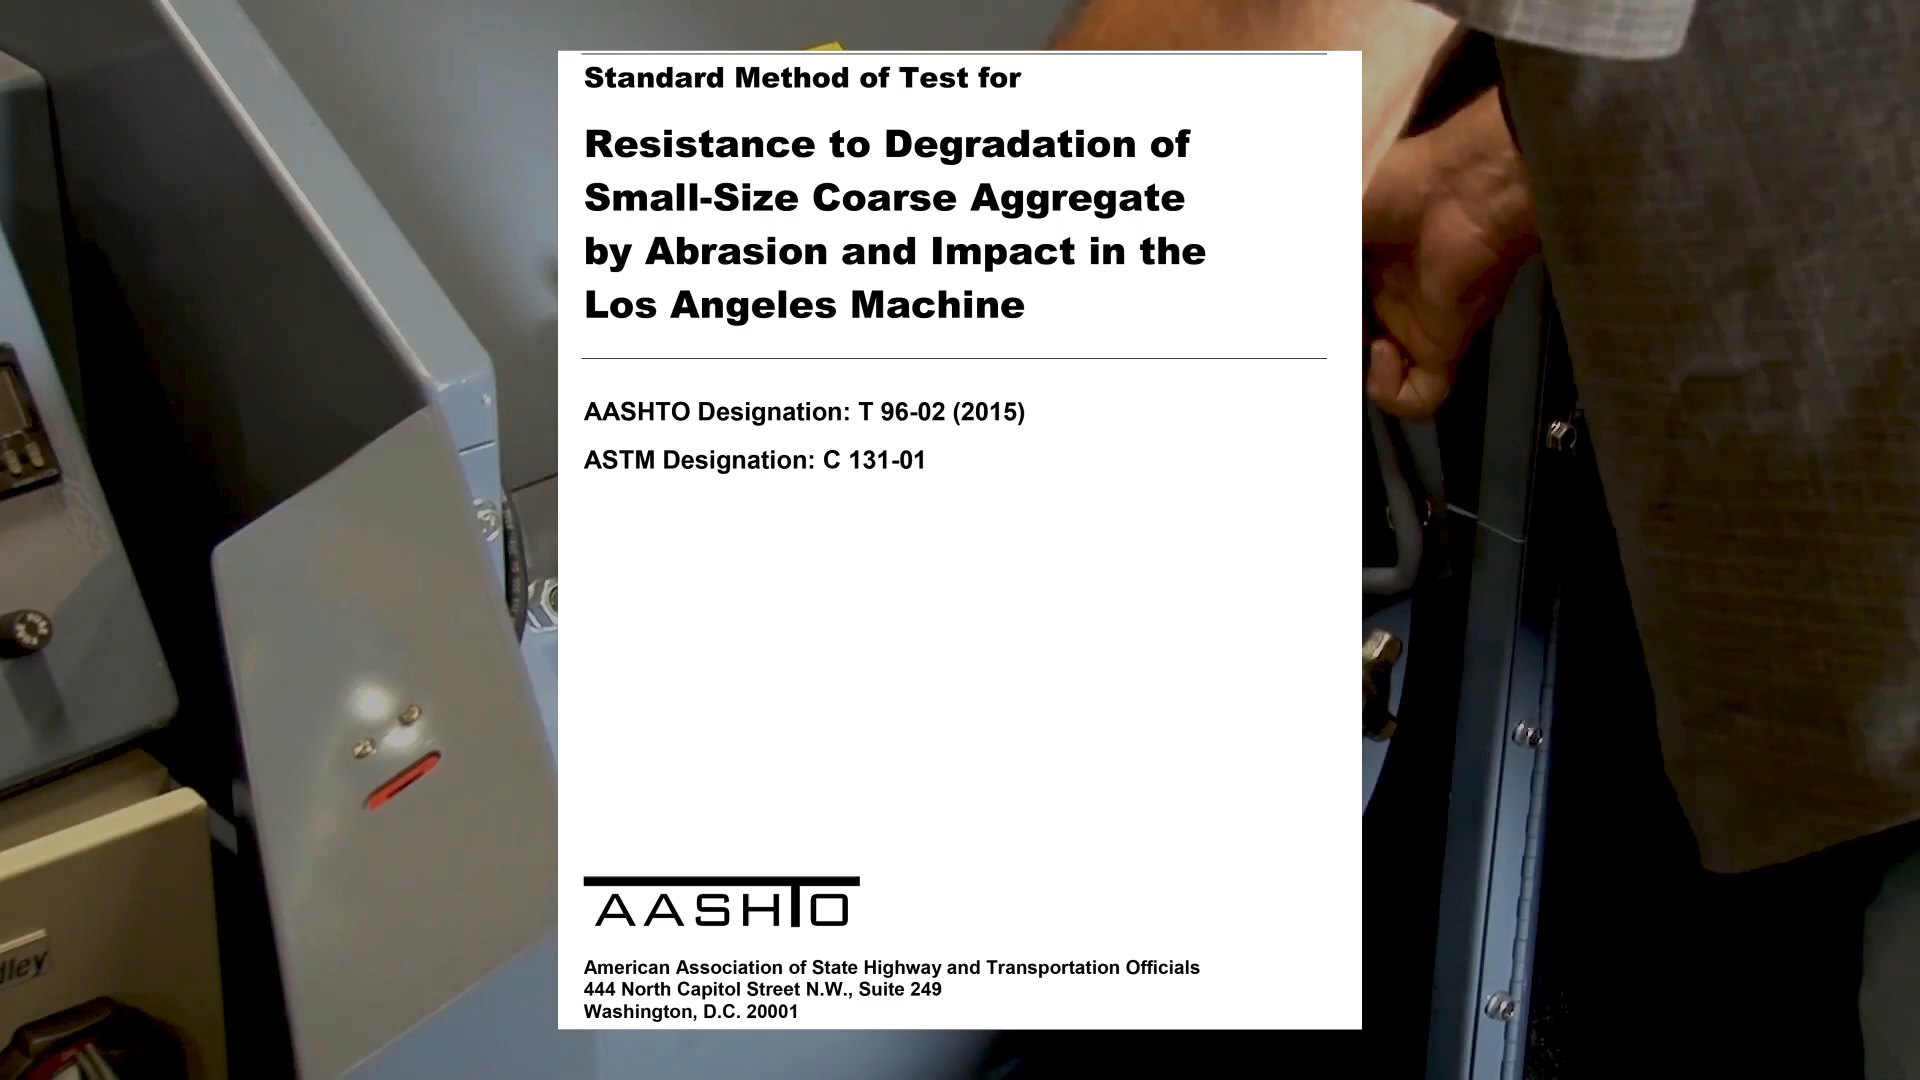 Standard Method of Test for
Resistance to Degradation of
Small-Size Coarse Aggregate
by Abrasion and Impact in the
Los Angeles Machine
AASHTO Designation: T 96-02 (2015)
ASTM Designation: C 131-01
AASHTO
American Association of State Highway and Transportation Officials
444 North Capitol Street N.W., Suite 249
Washington, D.C. 20001